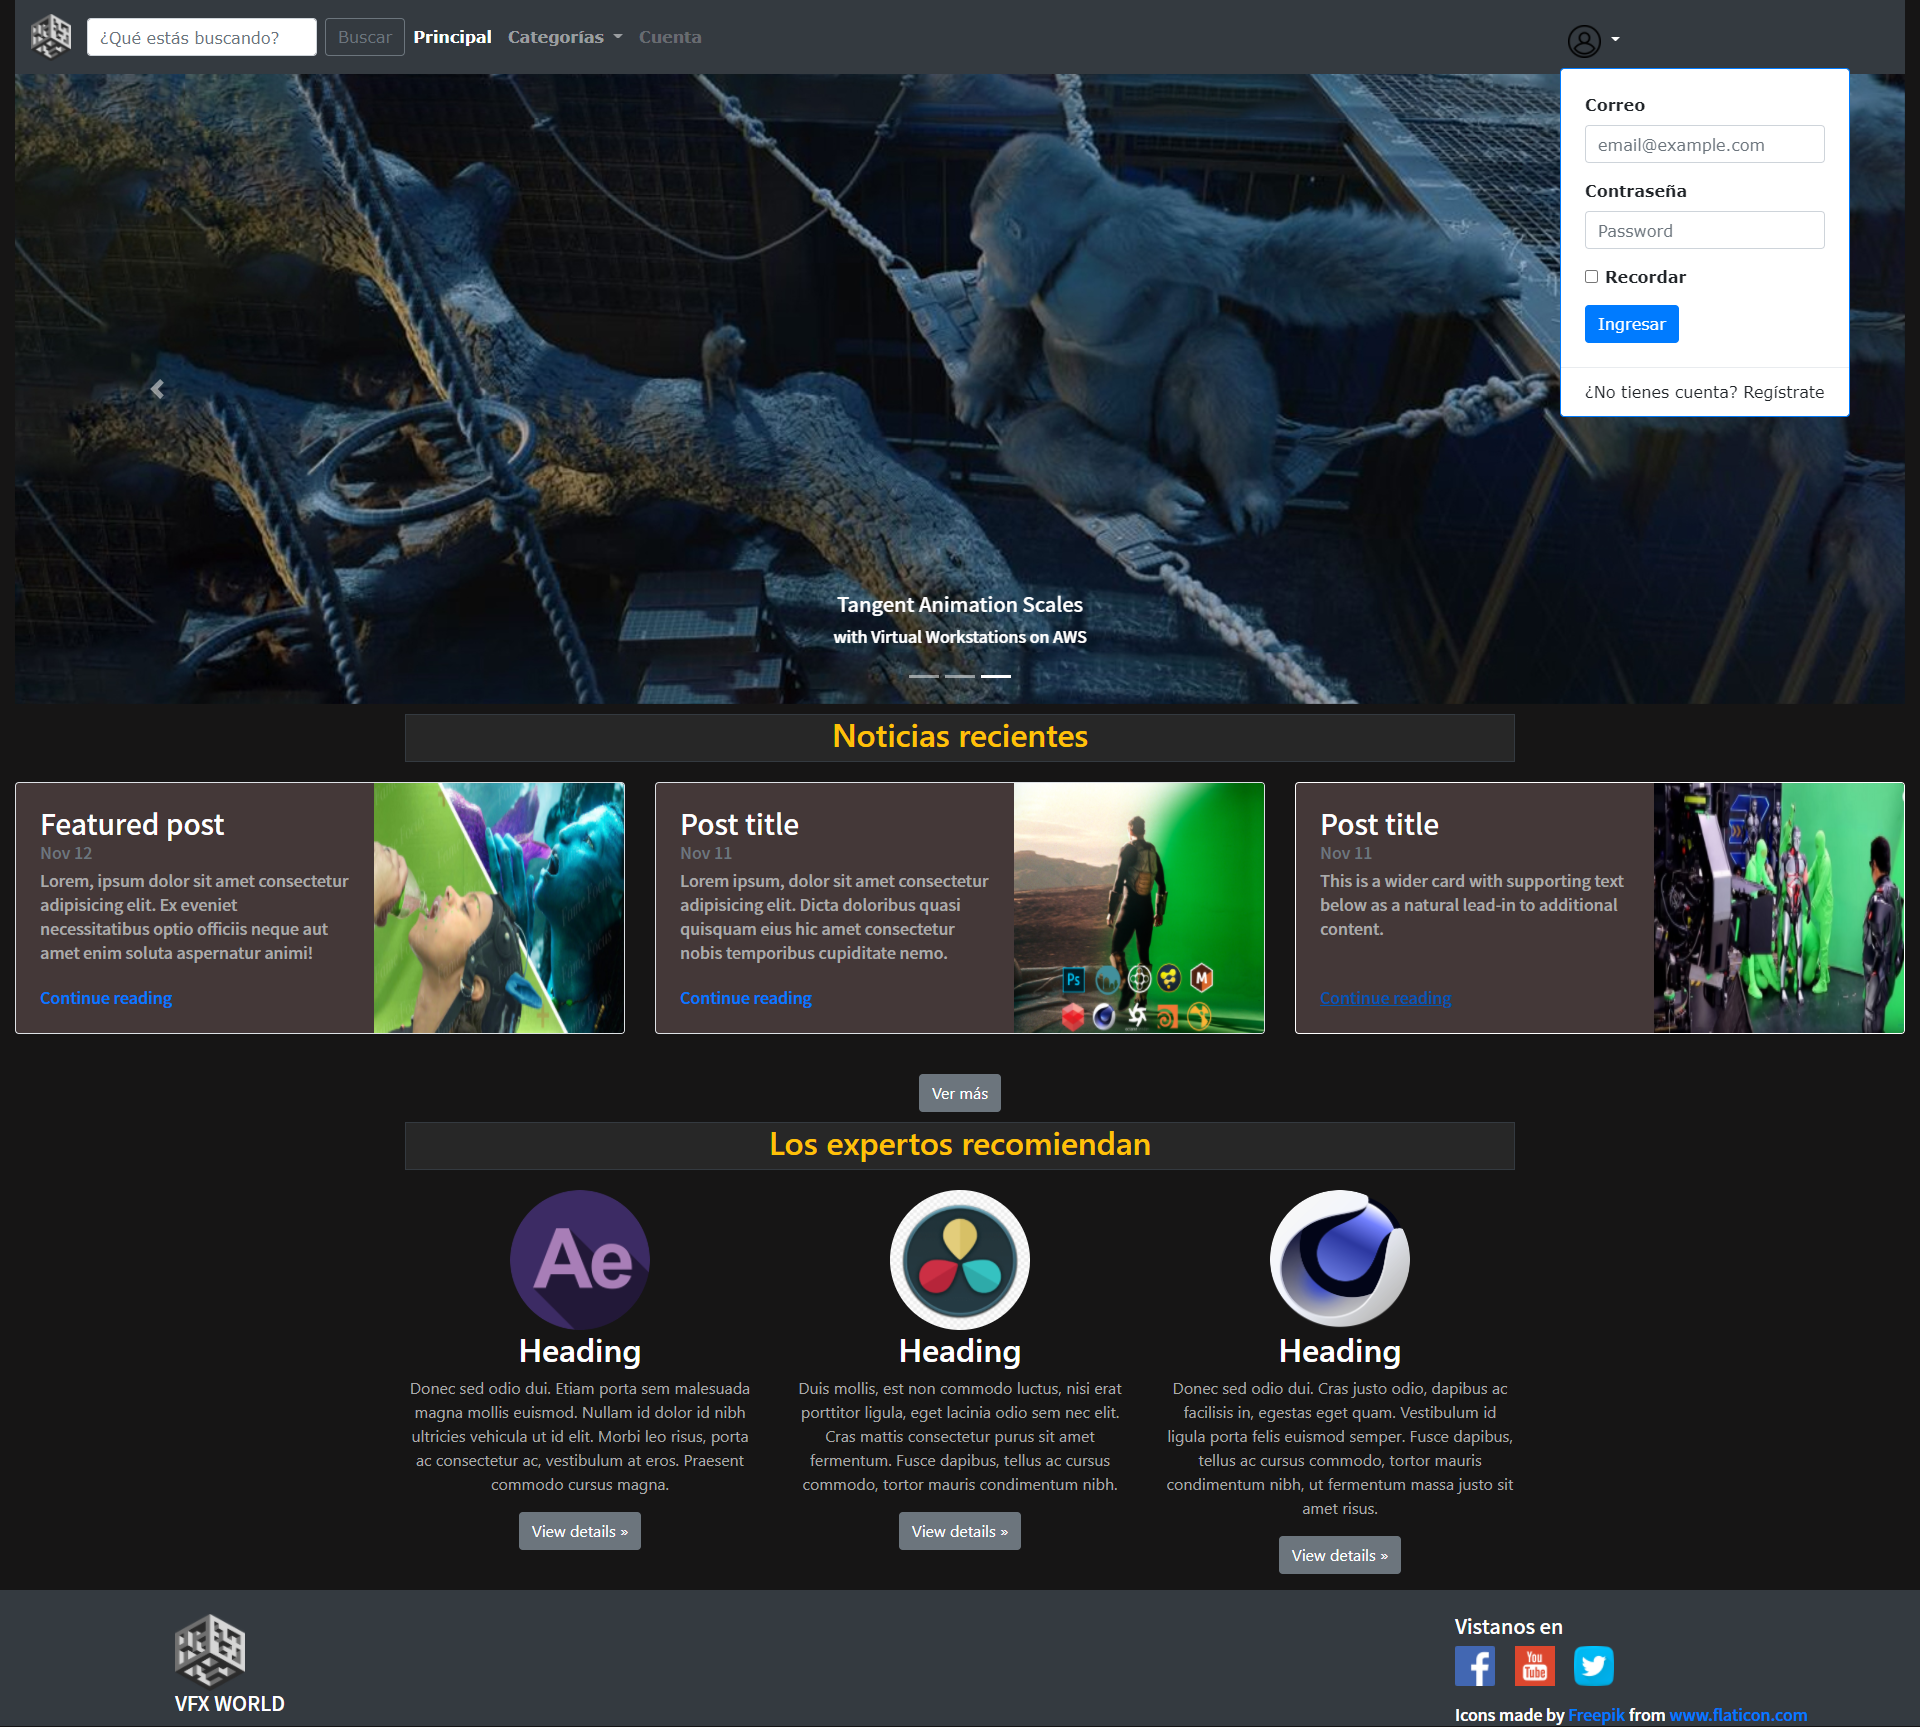 ¿Qué estás buscando?
Buscar
Principal
Categorías
Cuenta
Correo
email@example.com
Contraseña
Password
Recordar
Ingresar
¿No tienes cuenta? Regístrate
Tangent Animation Scales
with Virtual Workstations on AWS
Noticias recientes
Featured post
Nov 12
Lorem, ipsum dolor sit amet consectetur
adipisicing elit. Ex eveniet
necessitatibus optio officiis neque aut
amet enim soluta aspernatur animi!
Continue reading
Post title
Nov 11
Lorem ipsum, dolor sit amet consectetur
adipisicing elit. Dicta doloribus quasi
quisquam eius hic amet consectetur
nobis temporibus cupiditate nemo.
Continue reading
Ps
M
Post title
Nov 11
This is a wider card with supporting text
below as a natural lead-in to additional
content.
Continue reading
Ver más
Los expertos recomiendan
Ae
Heading
Donec sed odio dui. Etiam porta sem malesuada
magna mollis euismod. Nullam id dolor id nibh
ultricies vehicula ut id elit. Morbi leo risus, porta
ac consectetur ac, vestibulum at eros. Praesent
commodo cursus magna.
View details »
Heading
Duis mollis, est non commodo luctus, nisi erat
porttitor ligula, eget lacinia odio sem nec elit.
Cras mattis consectetur purus sit amet
fermentum. Fusce dapibus, tellus ac cursus
commodo, tortor mauris condimentum nibh.
View details »
Heading
Donec sed odio dui. Cras justo odio, dapibus ac
facilisis in, egestas eget quam. Vestibulum id
ligula porta felis euismod semper. Fusce dapibus,
tellus ac cursus commodo, tortor mauris
condimentum nibh, ut fermentum massa justo sit
amet risus.
View details »
VFX WORLD
Vistanos en
You
Tube
Icons made by Freepik from www.flaticon.com